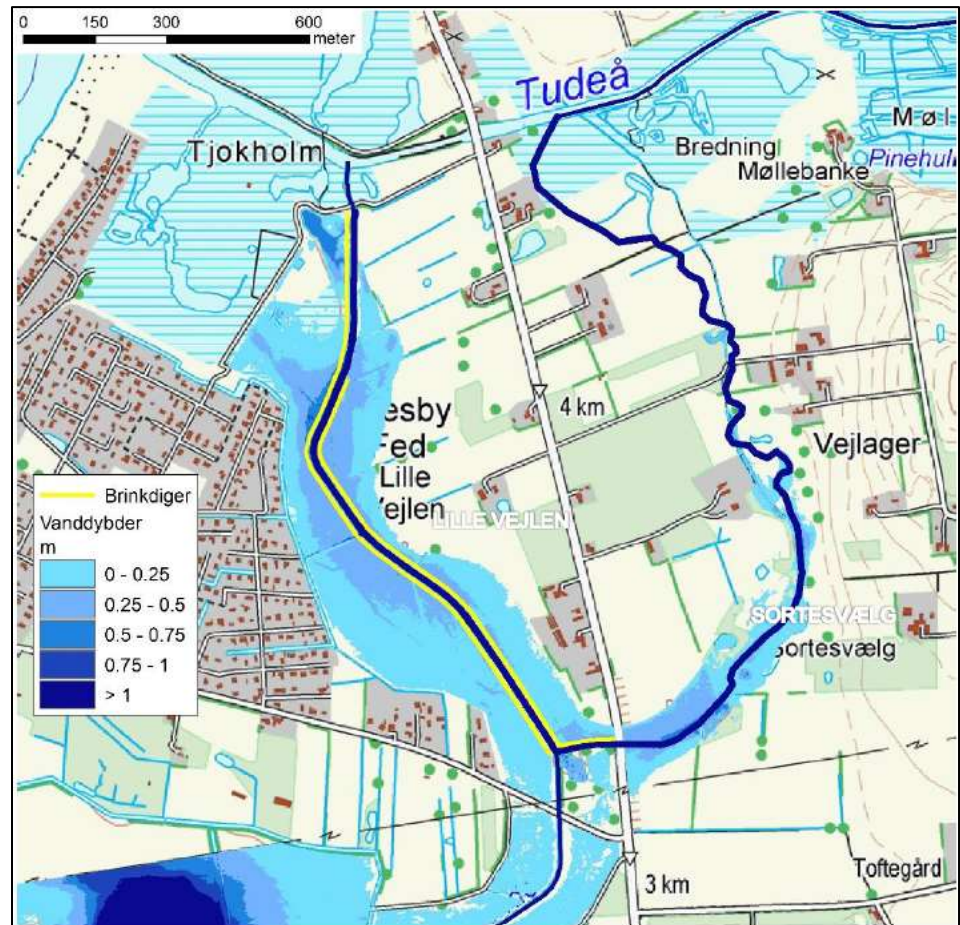 0 150 300 600
meter
Tudeå
Tjokholm
Bredning
Møllebanke
Møl
Pinehul
4 km
esby
Fed
Lille
Vejlen
LILLE VEJLEN
Vejlager
SORTESVÆLG
Sortesvælg
Brinkdiger
Vanddybder
m
0 - 0.25
0.25 - 0.5
0.5 - 0.75
0.75 - 1
> 1
Toftegård
3 km